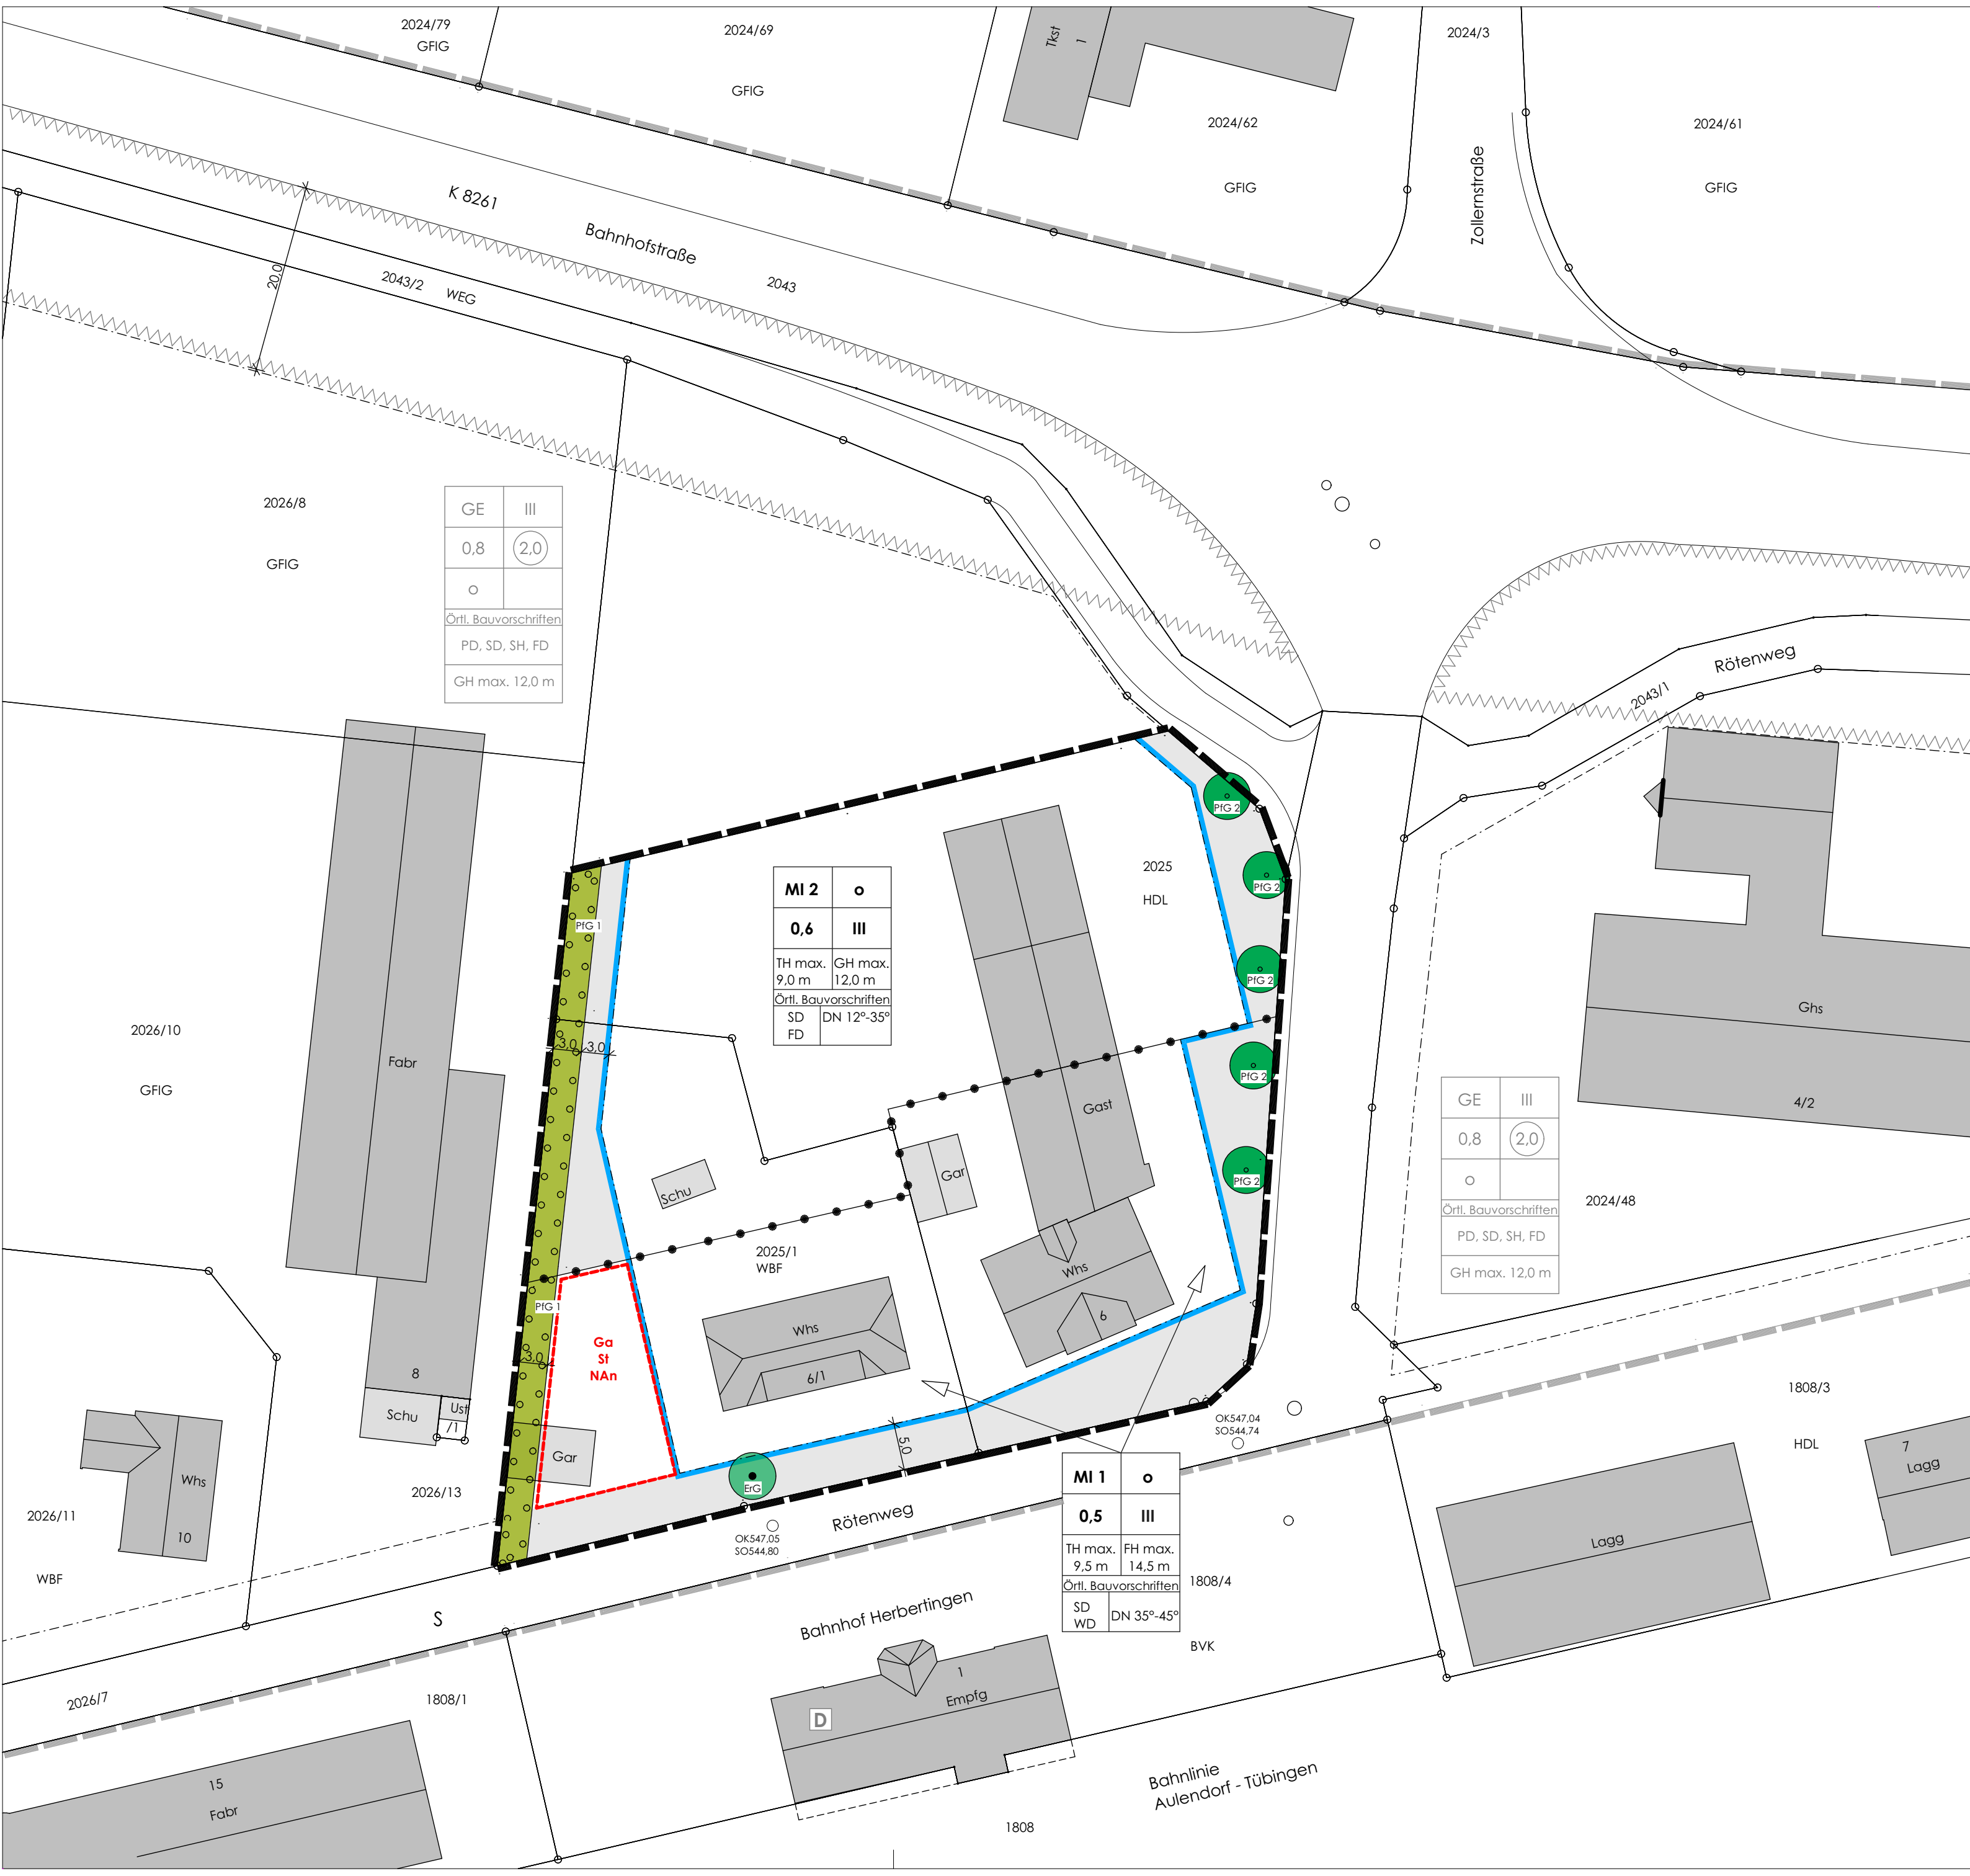 2024/79
GFIG
2024/69
GFIG
Tkst
1
2024/3
2024/62
GFIG
2024/61
GFIG
Zollernstraße
K 8261
Bahnhofstraße
2043
20,0
2043/2 WEG
2026/8
GFIG
GE III
0,8 2,0
o
Örtl. Bauvorschriften
PD, SD, SH, FD
GH max. 12,0 m
Rötenweg
2043/1
PfG 2
MI 2 o
0,6 III
TH max. GH max.
9,0 m 12,0 m
Örtl. Bauvorschriften
SD DN 12°-35°
FD
2025
HDL
PfG 2
PfG 1
PfG 2
2026/10
GFIG
Fabr
3,0 3,0
PfG 2
Ghs
4/2
Gast
Gar
Schu
PfG 2
GE III
0,8 2,0
o
Örtl. Bauvorschriften
PD, SD, SH, FD
GH max. 12,0 m
2024/48
2025/1
WBF
Whs
6
PfG 1
Ga
St
NAn
3,0
Whs
6/1
8
Schu
Ust
/1
Gar
5,0
ErG
OK547,04
SO544,74
1808/3
HDL
7
Lagg
Whs
10
2026/13
2026/11
WBF
OK547,05
SO544,80
Rötenweg
MI 1 o
0,5 III
TH max. FH max.
9,5 m 14,5 m
Örtl. Bauvorschriften
SD DN 35°-45°
WD
1808/4
BVK
Lagg
S
Bahnhof Herbertingen
2026/7
1808/1
1
Empfg
D
15
Fabr
Bahnlinie
Aulendorf - Tübingen
1808